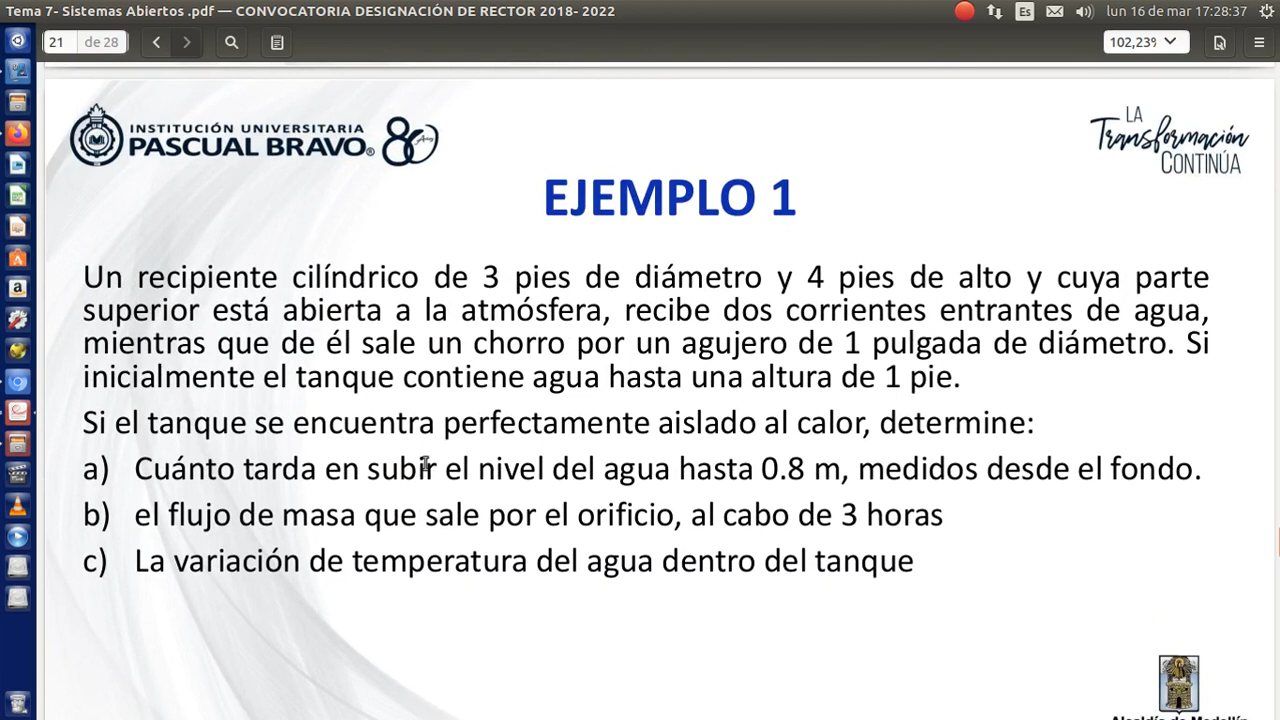 Tema 7- Sistemas Abiertos .pdf — CONVOCATORIA DESIGNACIÓN DE RECTOR 2018- 2022
Es
lun 16 de mar 17:28:37
21 de 28
102,23%
INSTITUCIÓN UNIVERSITARIA
PASCUAL BRAVO®
80 Años
LA
Transformación
CONTINÚA
EJEMPLO 1
Un recipiente cilíndrico de 3 pies de diámetro y 4 pies de alto y cuya parte
superior está abierta a la atmósfera, recibe dos corrientes entrantes de agua,
mientras que de él sale un chorro por un agujero de 1 pulgada de diámetro. Si
inicialmente el tanque contiene agua hasta una altura de 1 pie.
Si el tanque se encuentra perfectamente aislado al calor, determine:
a) Cuánto tarda en subir el nivel del agua hasta 0.8 m, medidos desde el fondo.
b) el flujo de masa que sale por el orificio, al cabo de 3 horas
c) La variación de temperatura del agua dentro del tanque
Alcaldía de Medellín